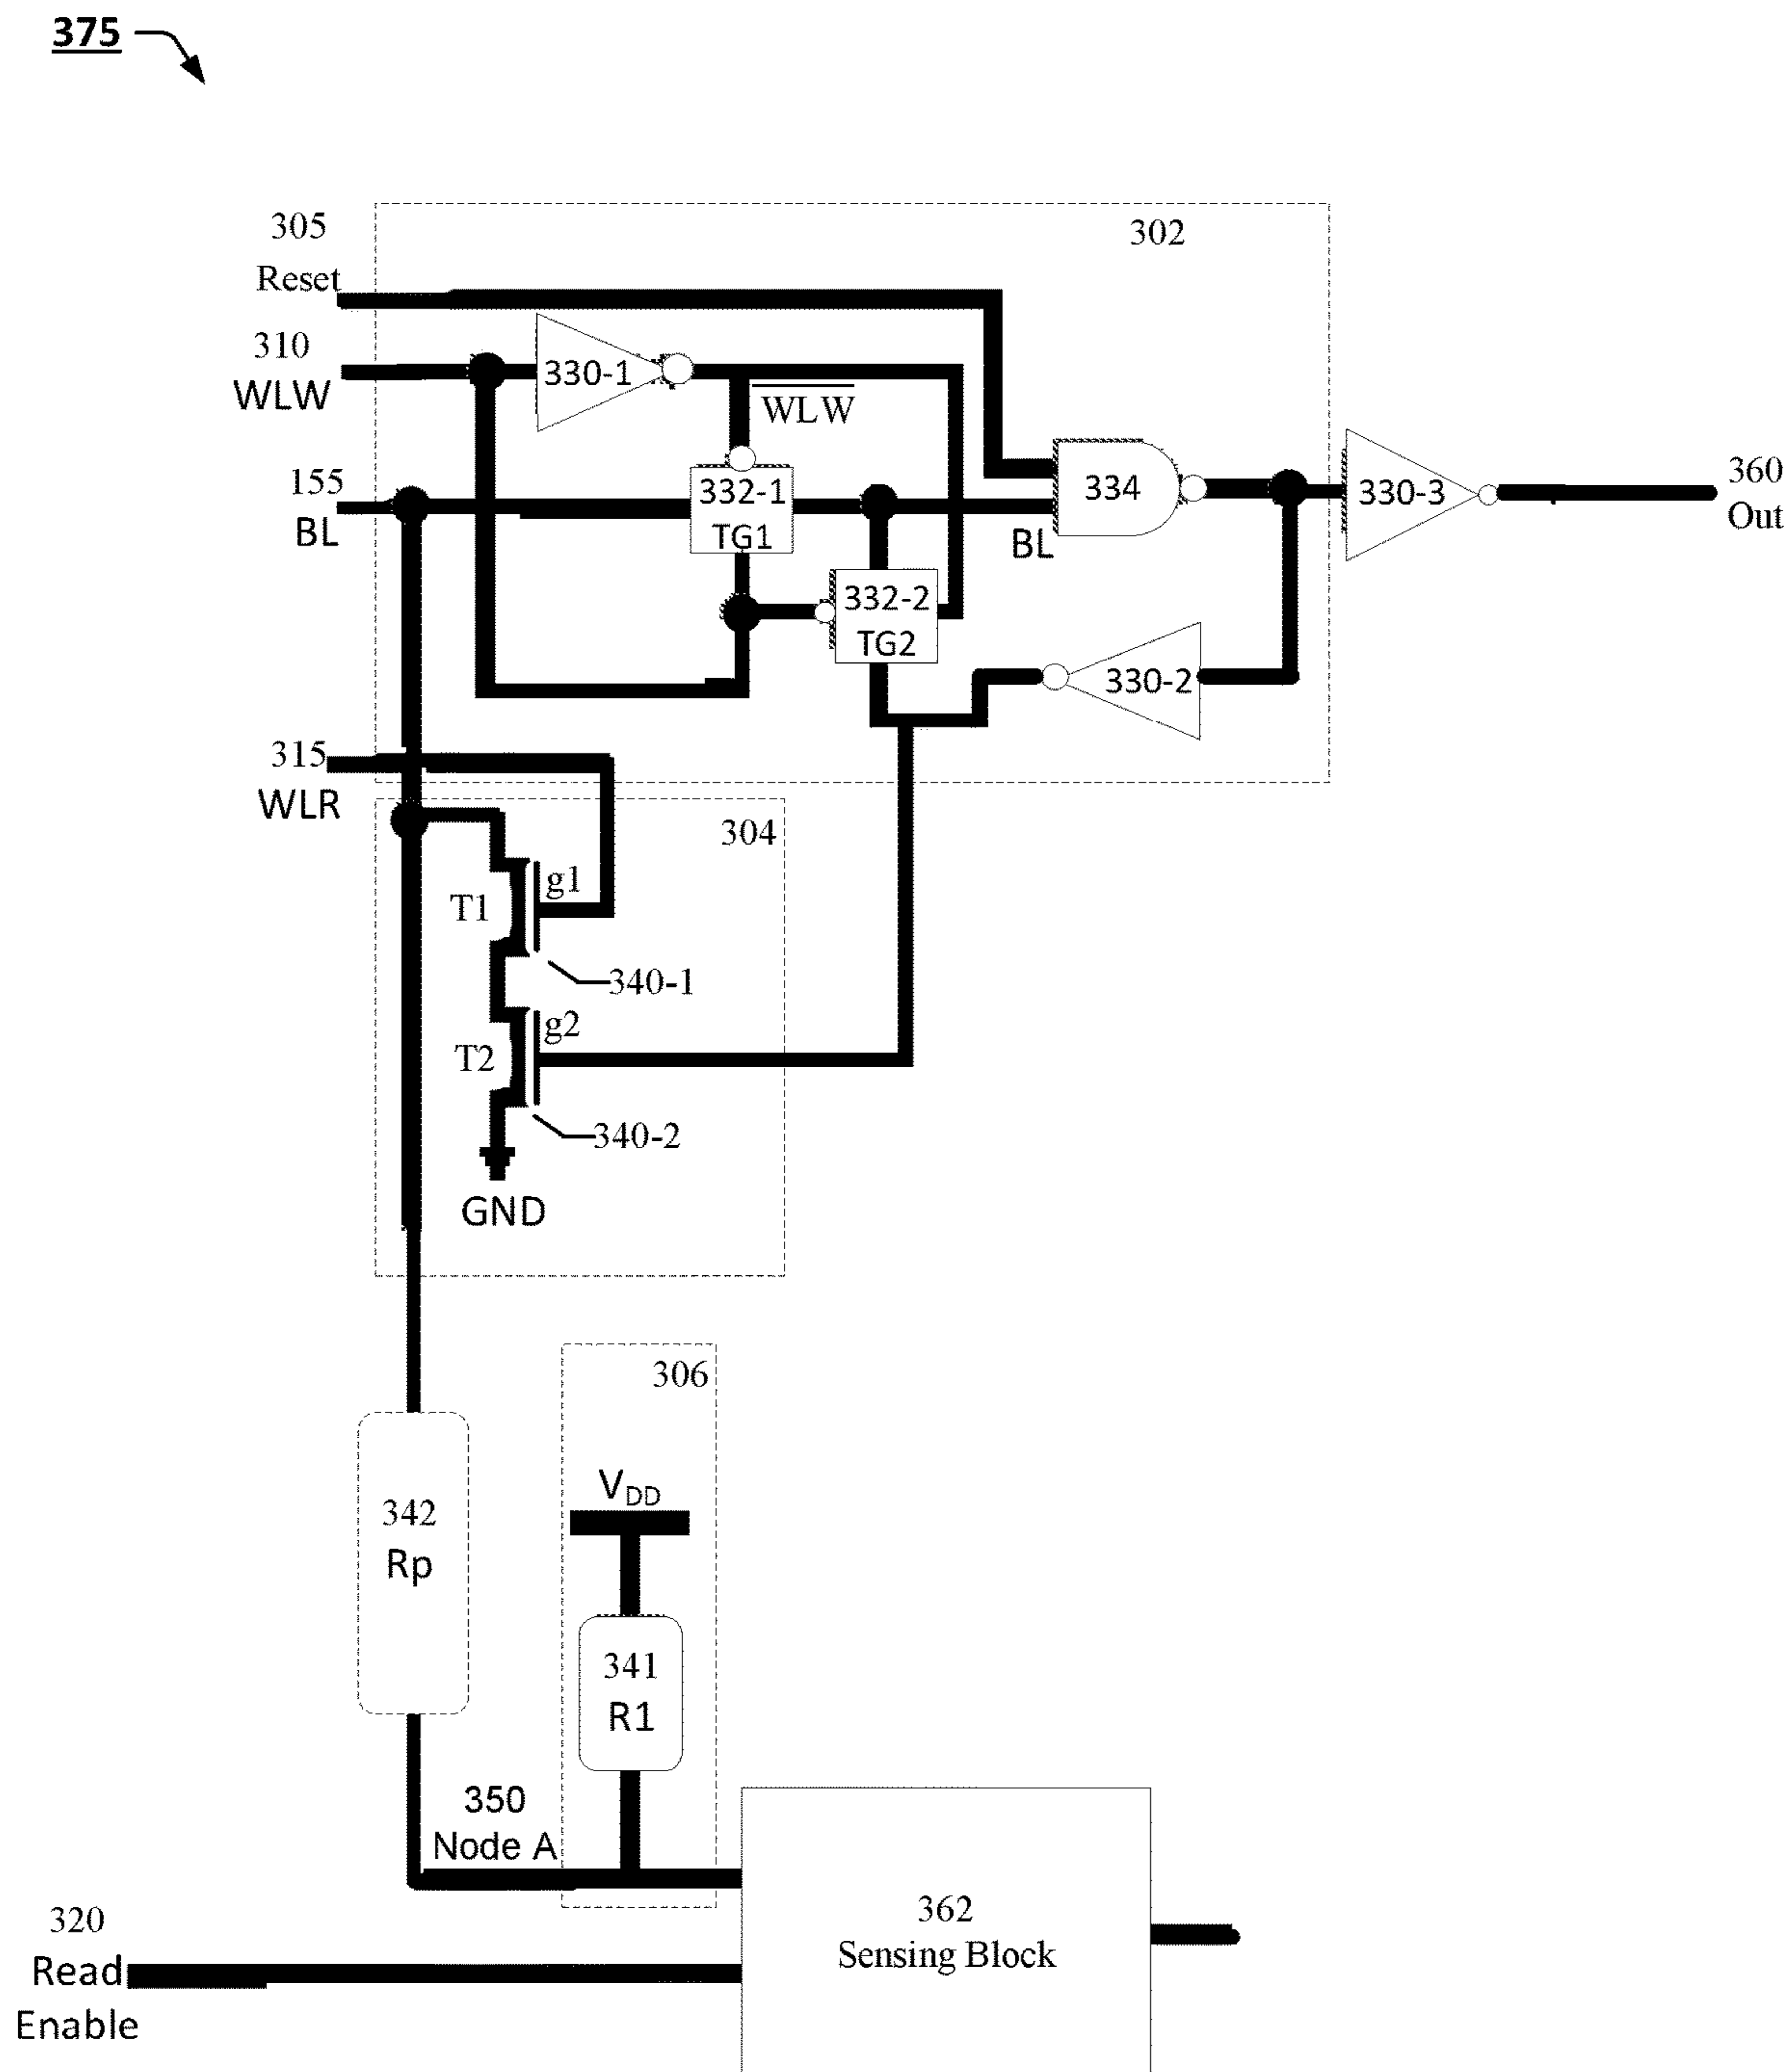 375
305
302
Reset
310
WLW
330-1
WLW
155
BL
332-1
TG1
334
BL
330-3
360
Out
332-2
TG2
330-2
315
WLR
304
g1
T1
340-1
g2
T2
340-2
GND
306
VDD
342
Rp
341
R1
350
Node A
320
Read
Enable
362
Sensing Block